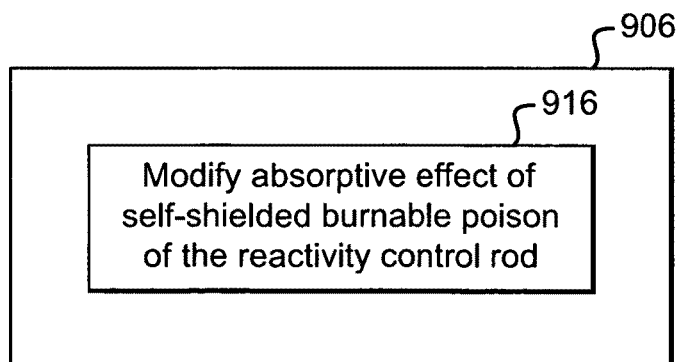 906
916
Modify absorptive effect of
self-shielded burnable poison
of the reactivity control rod